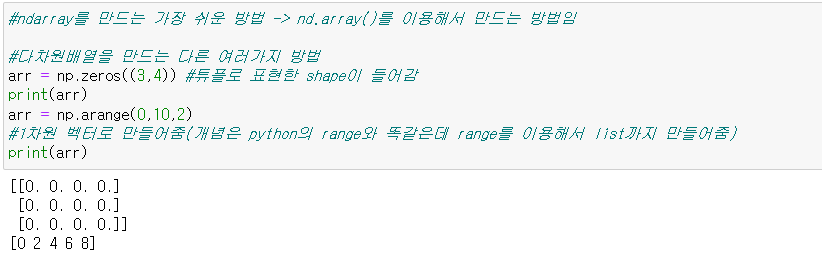 #ndarray를 만드는 가장 쉬운 방법 -> nd.array()를 이용해서 만드는 방법임
#다차원배열을 만드는 다른 여러가지 방법
arr = np.zeros((3,4)) #튜플로 표현한 shape이 들어감
print(arr)
arr = np.arange(0,10,2)
#1차원 벡터로 만들어줌(개념은 python의 range와 똑같은데 range를 이용해서 list까지 만들어줌)
print(arr)
[[0. 0. 0. 0.]
 [0. 0. 0. 0.]
 [0. 0. 0. 0.]]
[0 2 4 6 8]